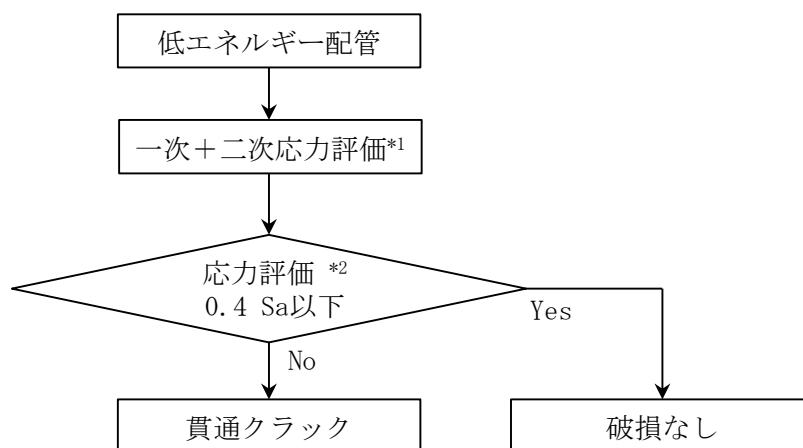 低エネルギー配管
一次＋二次応力評価*1
応力評価 *2
0.4 Sa以下
Yes
No
貫通クラック
破損なし